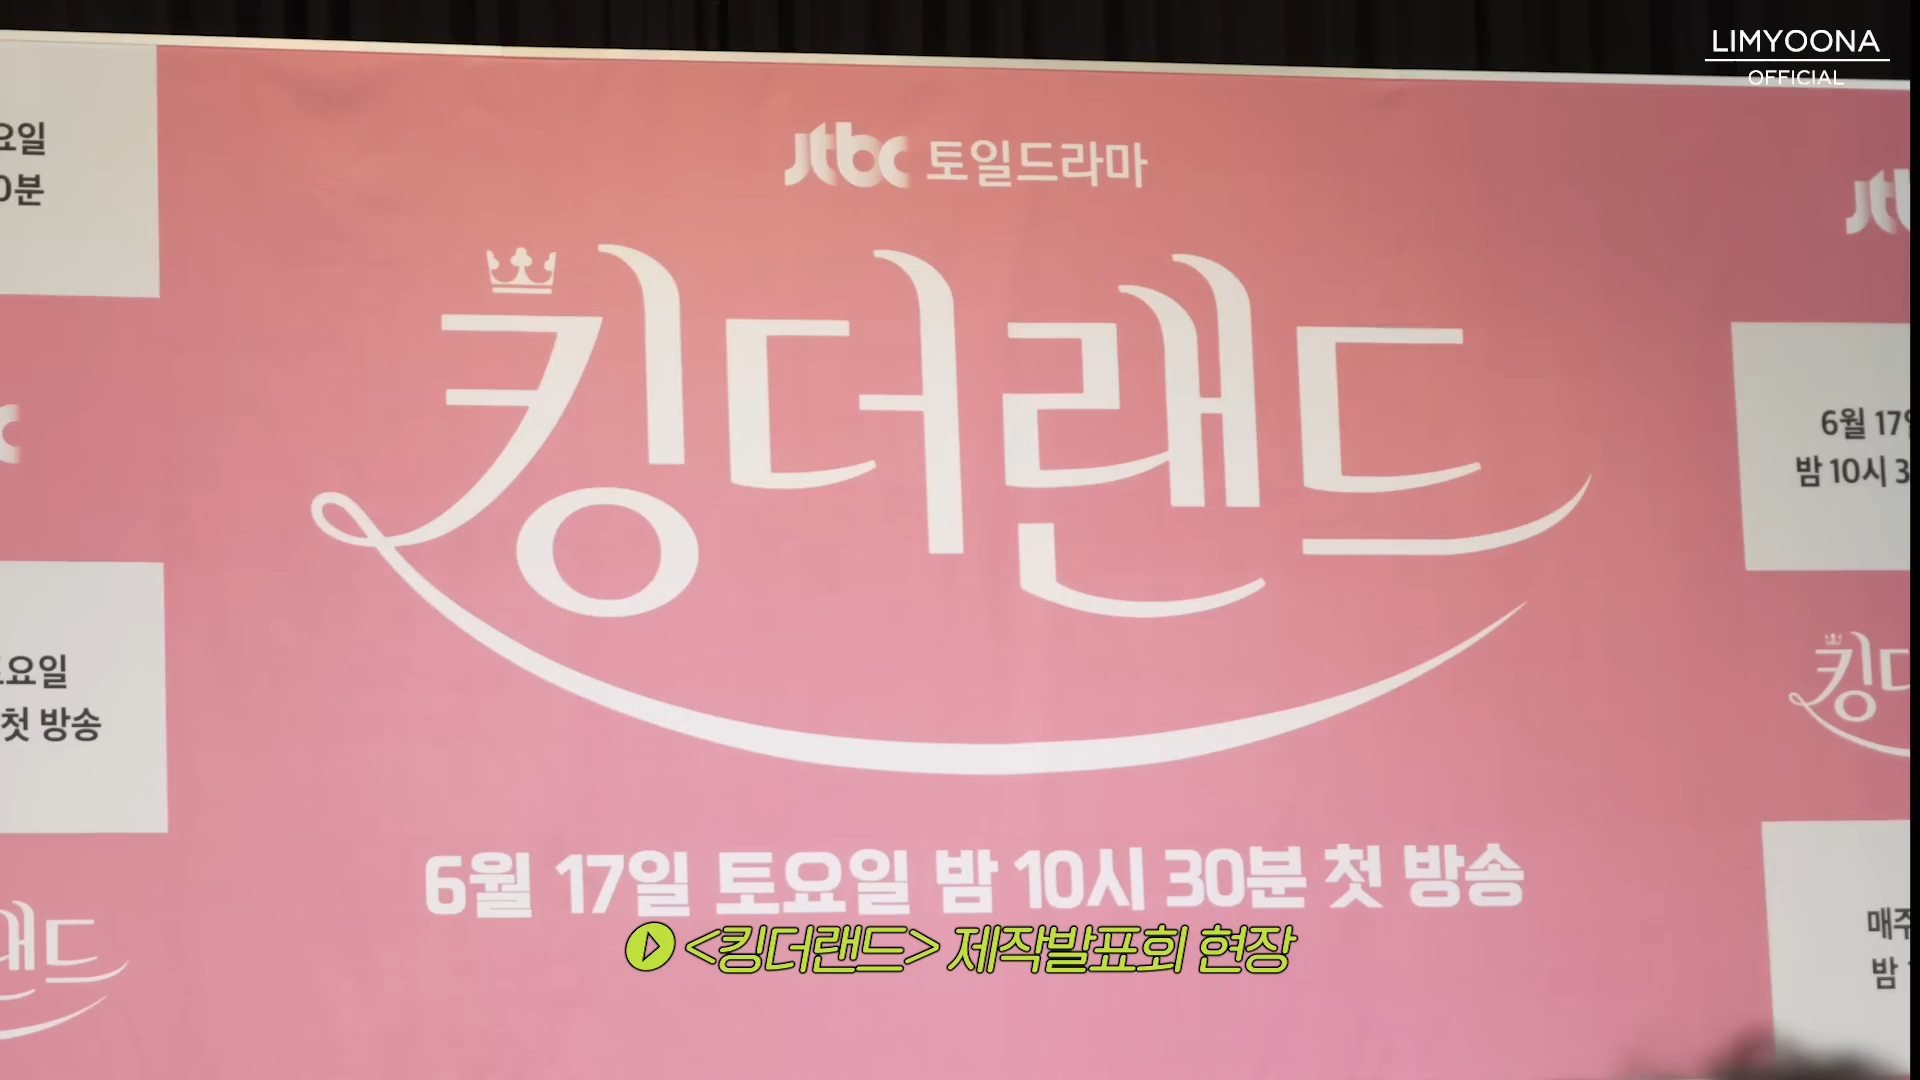 LIMYOONA
OFFICIAL
jtbc 토일드라마
킹더랜드
6월 17일 토요일 밤 10시 30분 첫 방송
<킹더랜드> 제작발표회 현장
요일
0분
요일
첫 방송
6월 17일
밤 10시 3
킹더
매주
밤